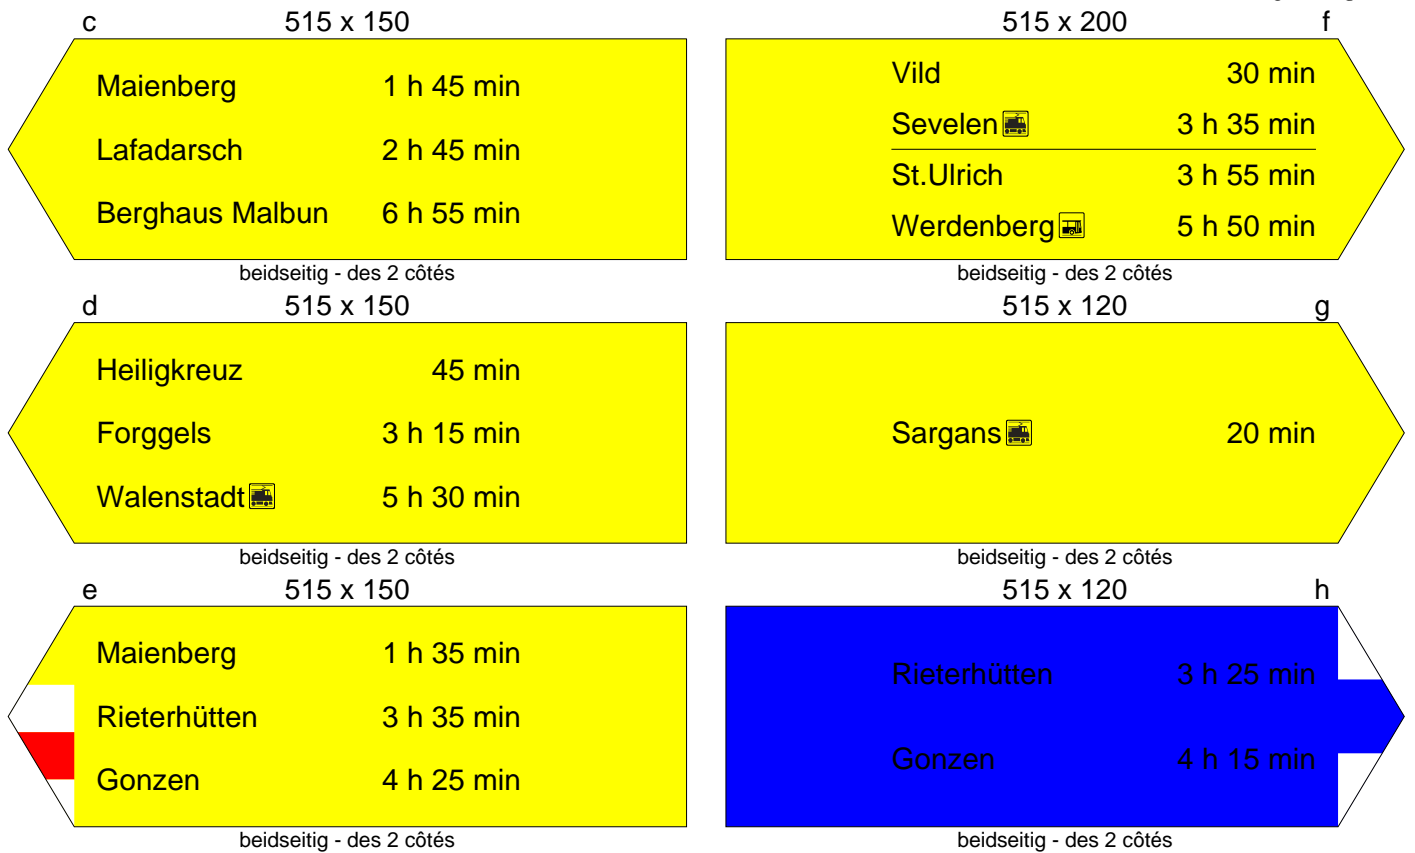 c 515 x 150
Maienberg 1 h 45 min
Lafadarsch 2 h 45 min
Berghaus Malbun 6 h 55 min
beidseitig - des 2 côtés
515 x 200 f
Vild 30 min
Sevelen 3 h 35 min
St.Ulrich 3 h 55 min
Werdenberg 5 h 50 min
beidseitig - des 2 côtés
d 515 x 150
Heiligkreuz 45 min
Forggels 3 h 15 min
Walenstadt 5 h 30 min
beidseitig - des 2 côtés
515 x 120 g
Sargans 20 min
beidseitig - des 2 côtés
e 515 x 150
Maienberg 1 h 35 min
Rieterhütten 3 h 35 min
Gonzen 4 h 25 min
beidseitig - des 2 côtés
515 x 120 h
Rieterhütten 3 h 25 min
Gonzen 4 h 15 min
beidseitig - des 2 côtés